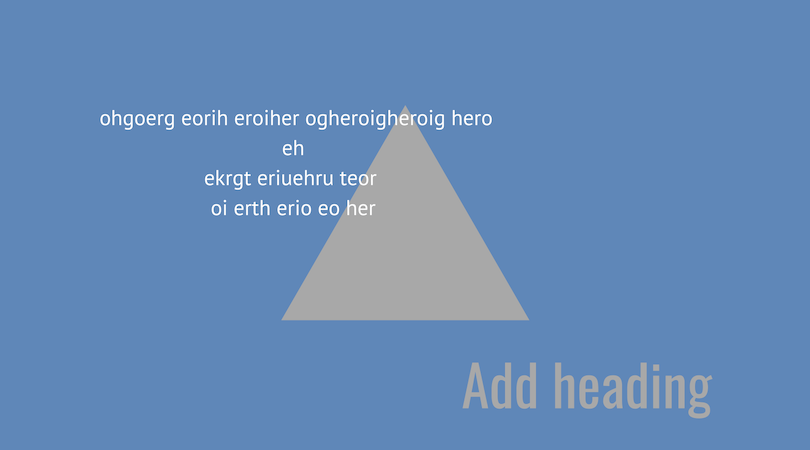 ohgoerg eorih eroiher ogheroigheroig hero
eh
ekrgt eriuehru teor
oi erth erio eo her
Add heading